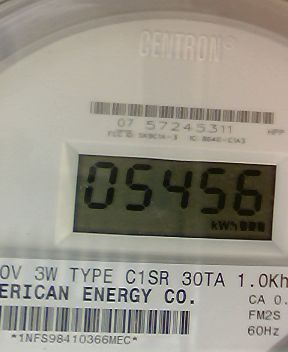 CENTRON®
07 57245311
HPP
05456
kWh
0V 3W TYPE C1SR 30TA 1.0Kh
ERICAN ENERGY CO.
CA 0.
FM2S
60Hz
*1NFS98410366MEC*